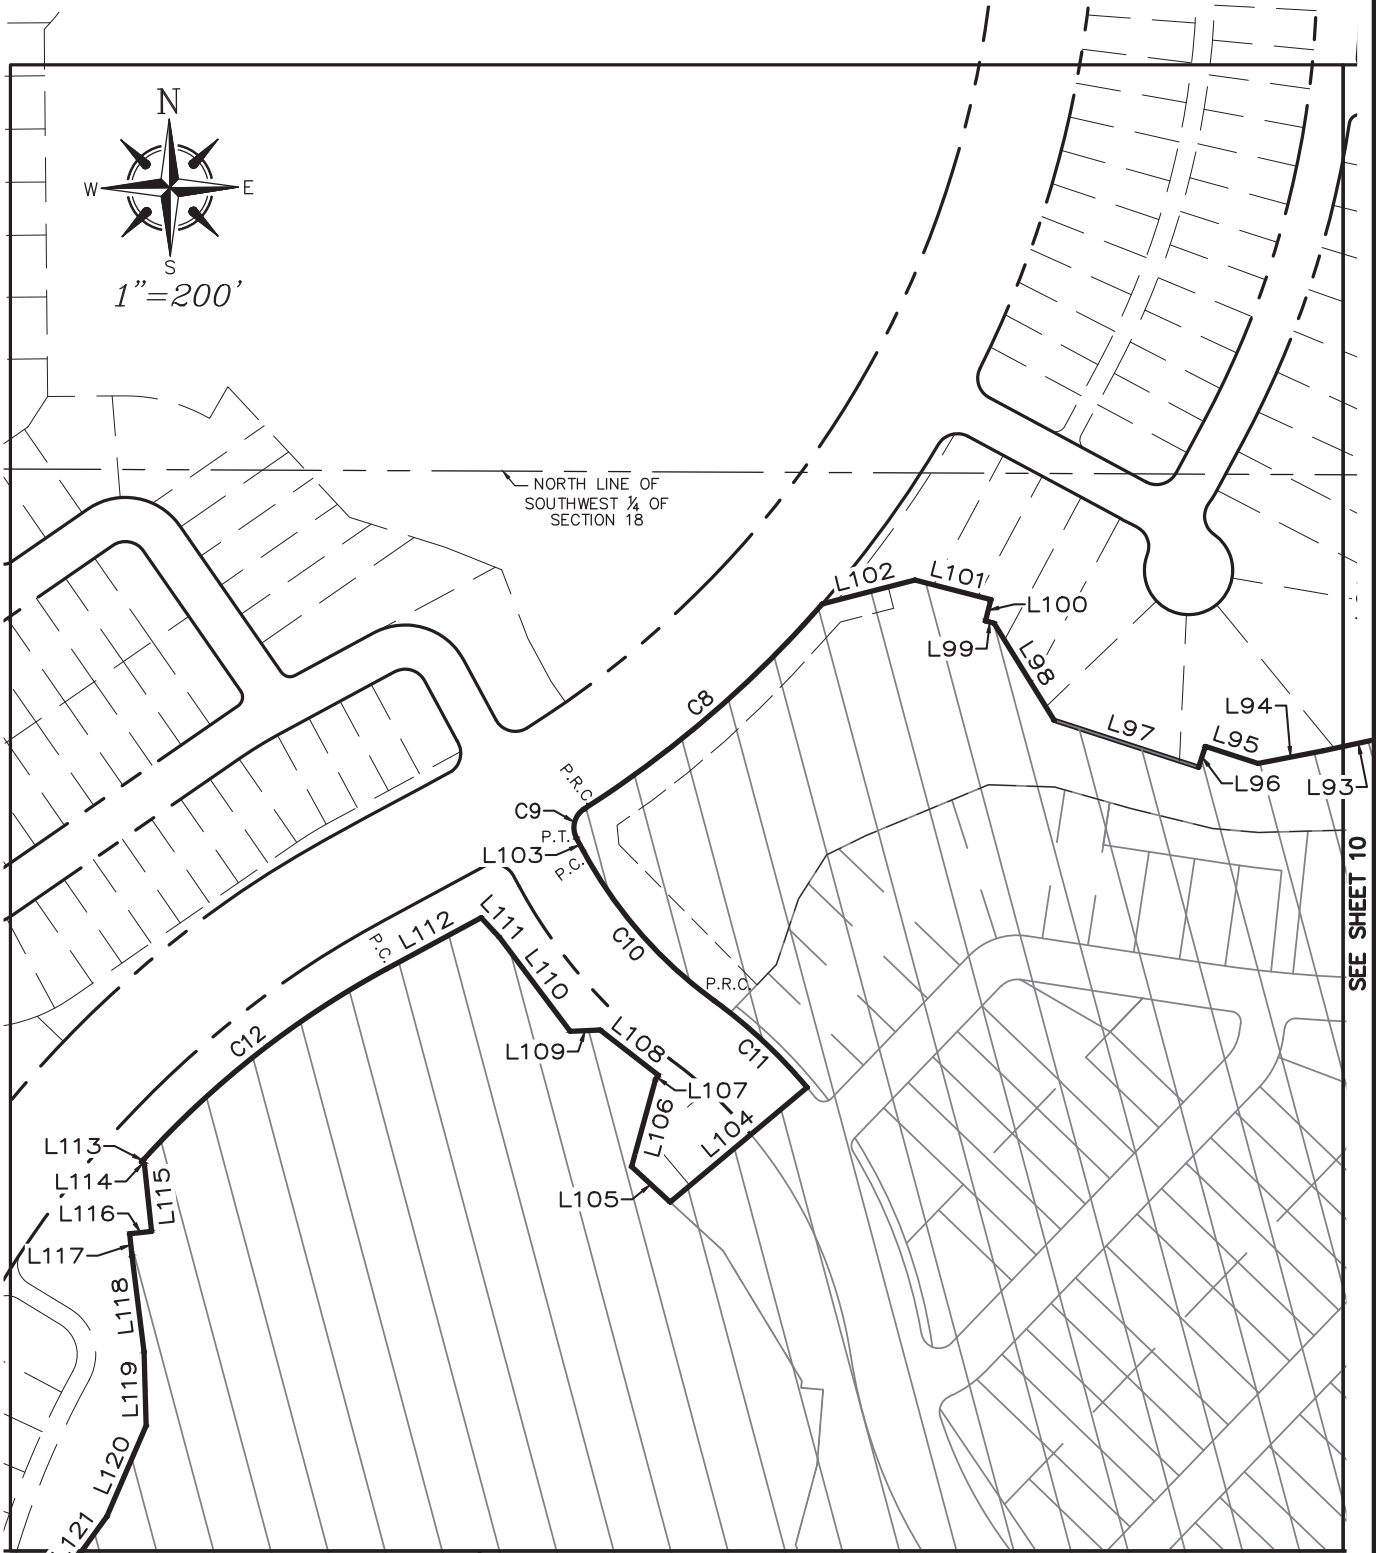 N
W
E
S
1"=200'
NORTH LINE OF
SOUTHWEST ¼ OF
SECTION 18
L102
L101
L100
L99
L98
C8
L97
L94
L95
L96
L93
P.R.C.
C9
P.T.
L103
P.C.
SEE SHEET 10
L111
L112
P.C.
C10
L110
P.R.C.
C12
L109
L108
C11
L107
L106
L104
L105
L113
L114
L115
L116
L117
L118
L119
L120
L121